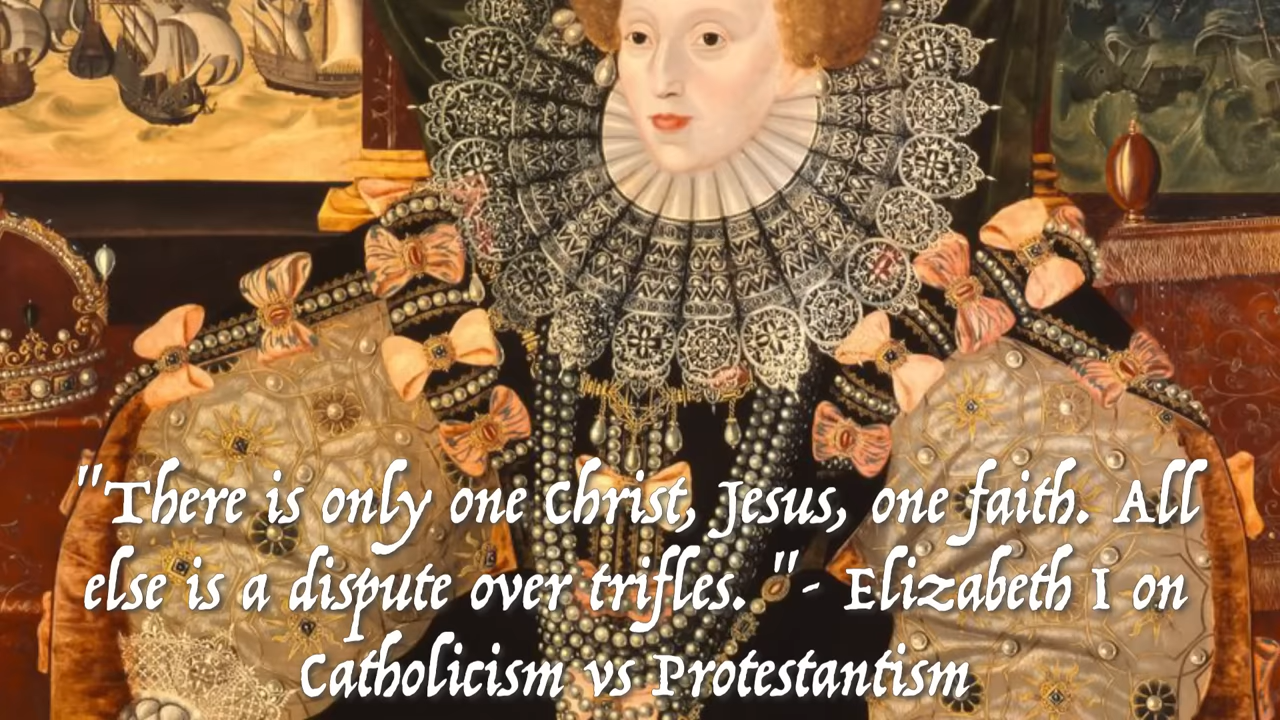 "There is only one Christ, Jesus, one faith. All
else is a dispute over trifles."- Elizabeth I on
Catholicism vs Protestantism